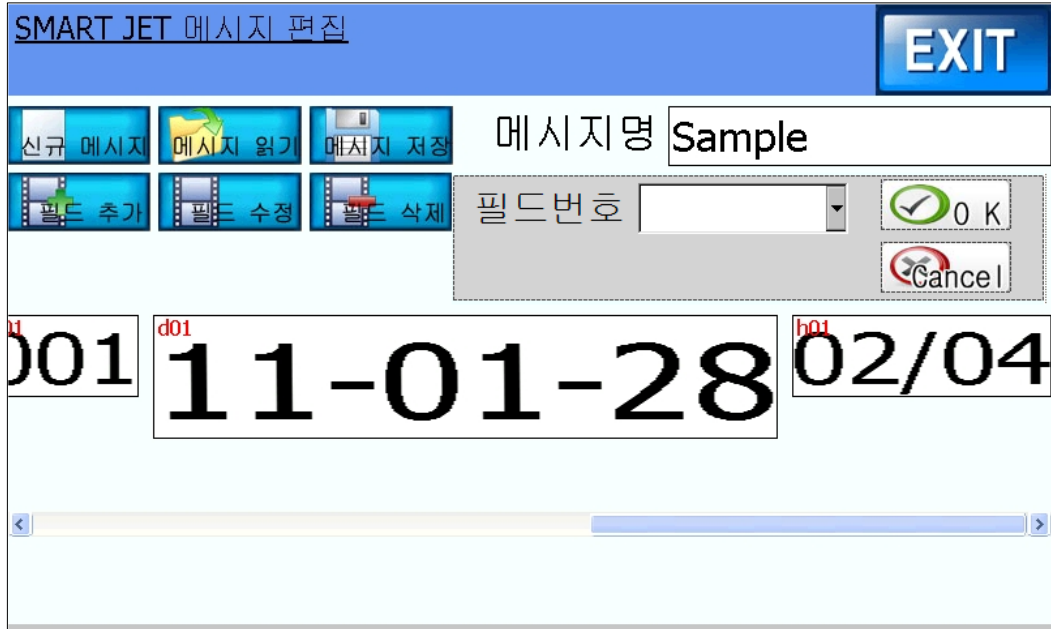 SMART JET 메시지 편집
EXIT
신규 메시지
메시지 읽기
메시지 저장
메시지명
Sample
필드 추가
필드 수정
필드 삭제
필드번호
O K
Cancel
001
d01
11-01-28
h01
02/04